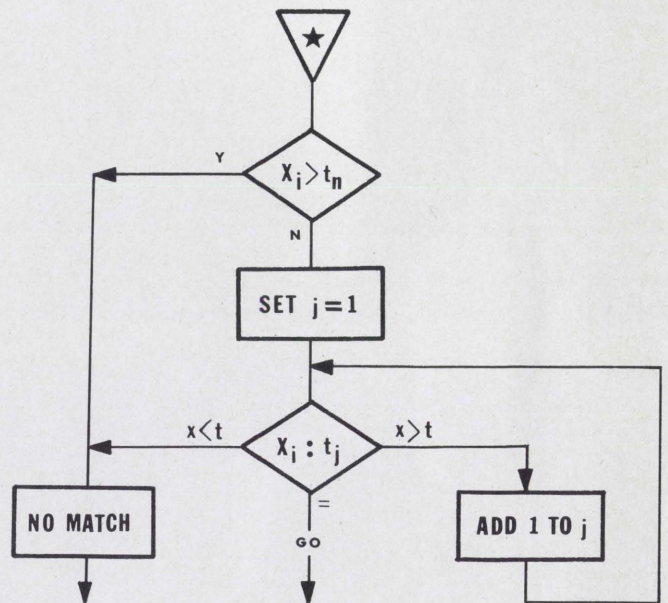 ★
Y
X_i > t_n
N
SET j = 1
x < t
X_i : t_j
x > t
=
NO MATCH
GO
ADD 1 TO j